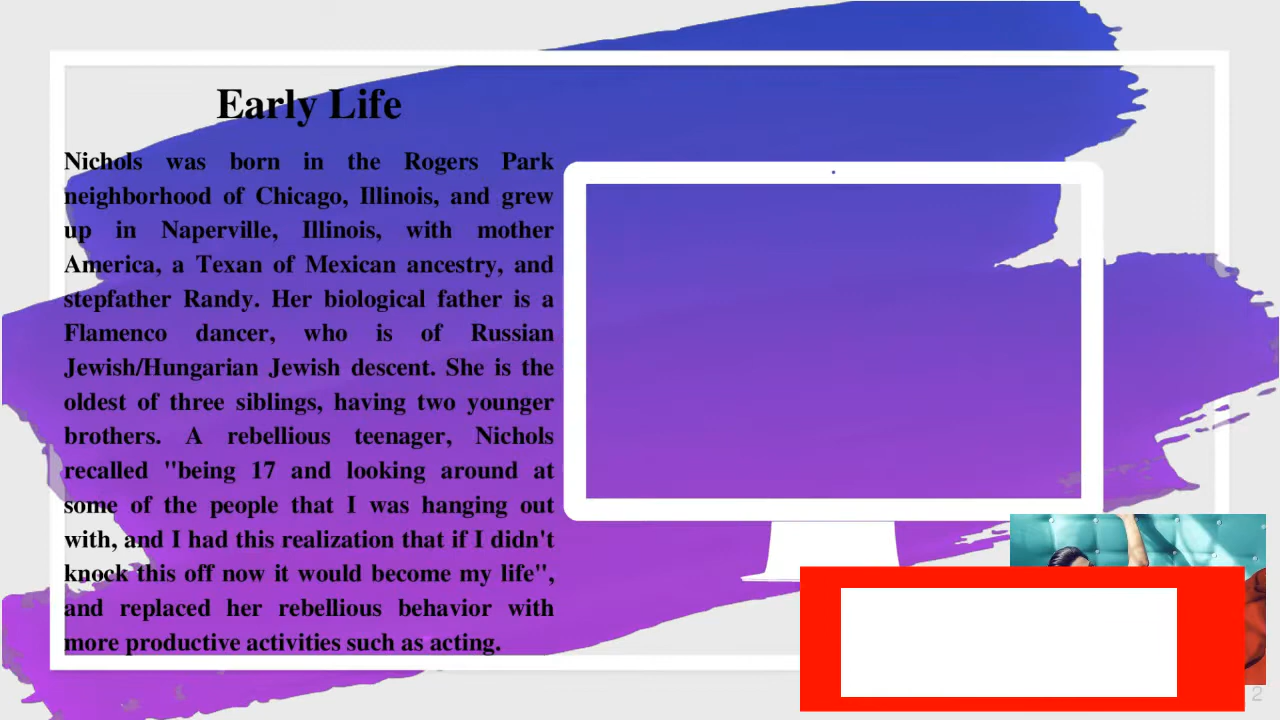 Early Life
Nichols was born in the Rogers Park
neighborhood of Chicago, Illinois, and grew
up in Naperville, Illinois, with mother
America, a Texan of Mexican ancestry, and
stepfather Randy. Her biological father is a
Flamenco dancer, who is of Russian
Jewish/Hungarian Jewish descent. She is the
oldest of three siblings, having two younger
brothers. A rebellious teenager, Nichols
recalled "being 17 and looking around at
some of the people that I was hanging out
with, and I had this realization that if I didn't
knock this off now it would become my life",
and replaced her rebellious behavior with
more productive activities such as acting.
2